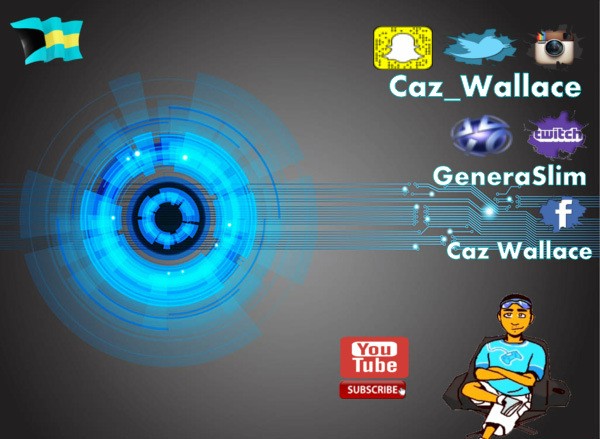 Caz_Wallace
twitch
GeneraSlim
f
Caz Wallace
You
Tube
SUBSCRIBE